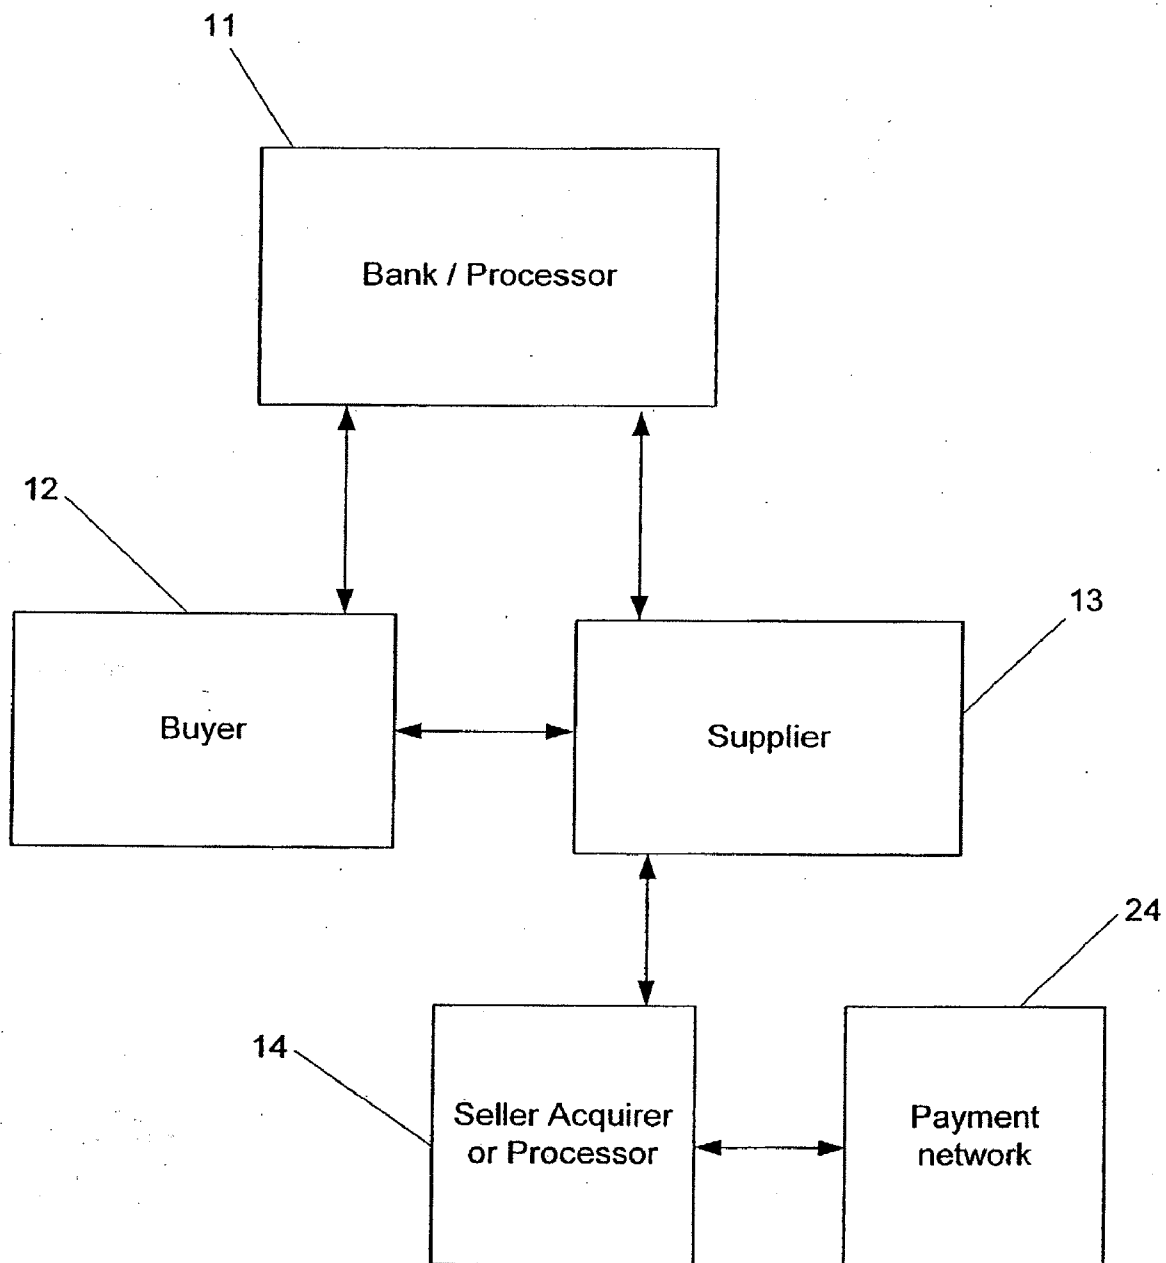 11
Bank / Processor
12
13
Buyer
Supplier
24
14
Seller Acquirer
or Processor
Payment
network